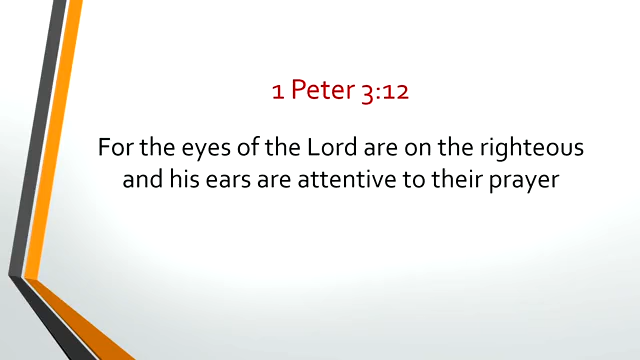 1 Peter 3:12
For the eyes of the Lord are on the righteous
and his ears are attentive to their prayer